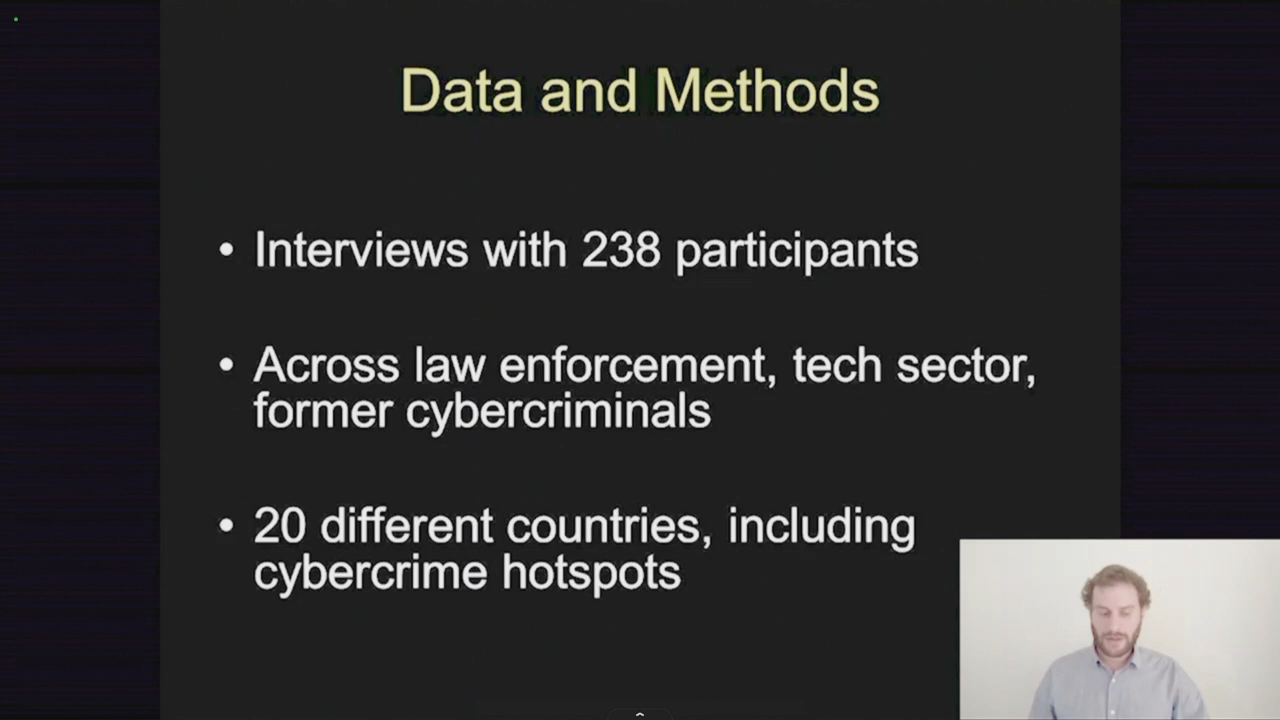 Data and Methods
• Interviews with 238 participants
• Across law enforcement, tech sector,
former cybercriminals
• 20 different countries, including
cybercrime hotspots